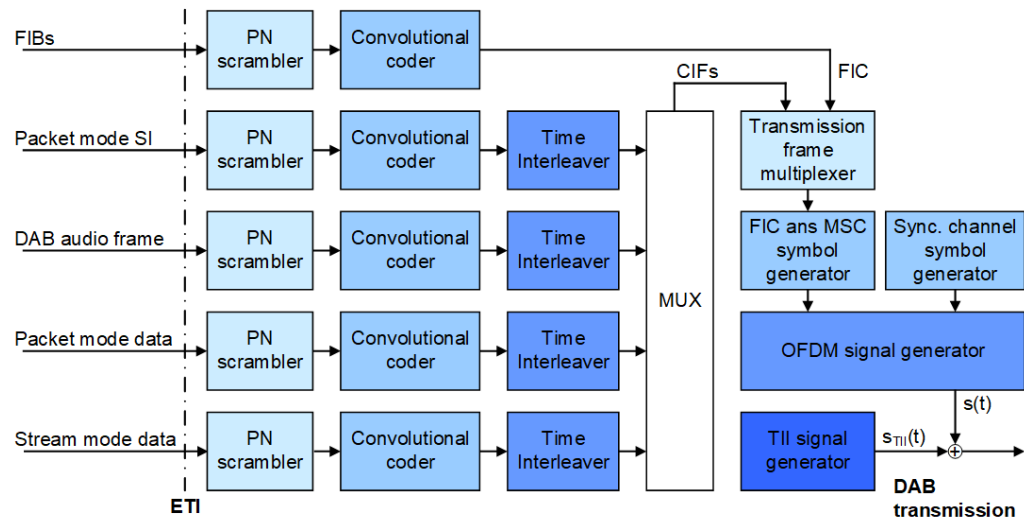 FIBs
PN
scrambler
Convolutional
coder
CIFs
FIC
Packet mode SI
PN
scrambler
Convolutional
coder
Time
Interleaver
Transmission
frame
multiplexer
DAB audio frame
PN
scrambler
Convolutional
coder
Time
Interleaver
MUX
FIC ans MSC
symbol
generator
Sync. channel
symbol
generator
Packet mode data
PN
scrambler
Convolutional
coder
Time
Interleaver
OFDM signal generator
s(t)
Stream mode data
PN
scrambler
Convolutional
coder
Time
Interleaver
TII signal
generator
sTII(t)
+
ETI
DAB
transmission